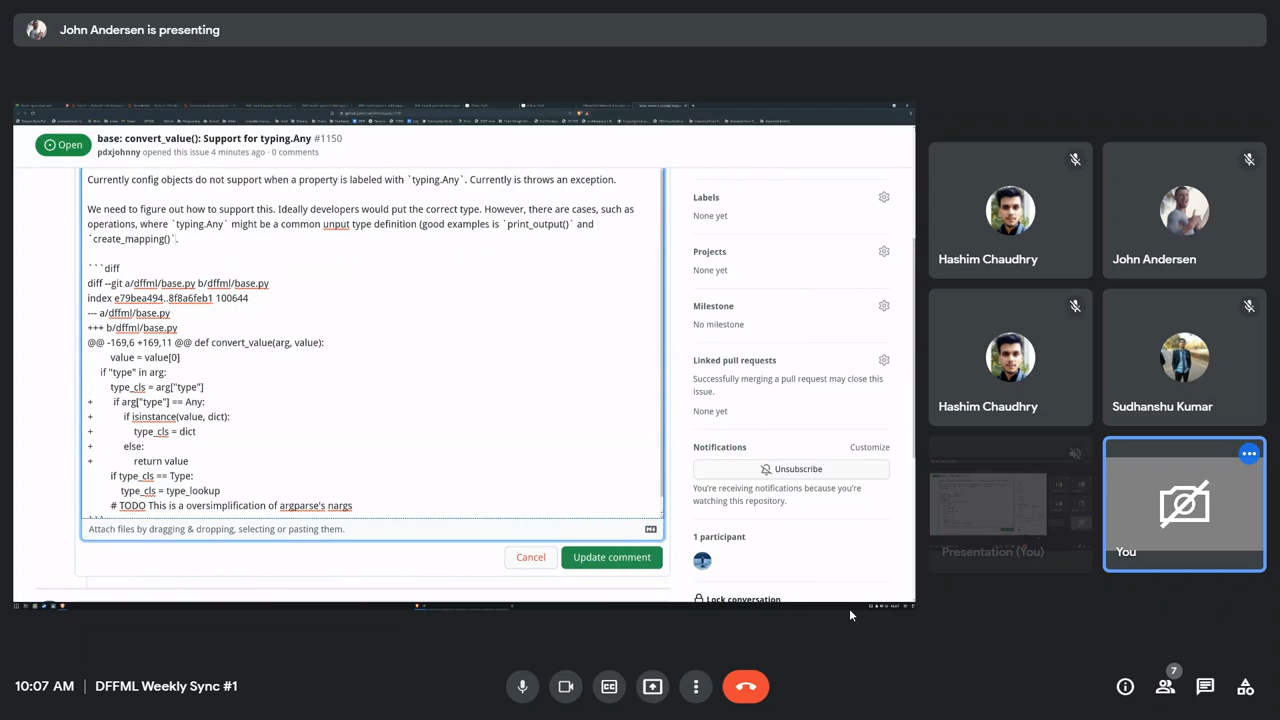 John Andersen is presenting
Open
base: convert_value(): Support for typing.Any #1150
pdxjohnny opened this issue 4 minutes ago · 0 comments
Currently config objects do not support when a property is labeled with `typing.Any`. Currently is throws an exception.
We need to figure out how to support this. Ideally developers would put the correct type. However, there are cases, such as
operations, where `typing.Any` might be a common unput type definition (good examples is `print_output()` and
`create_mapping()`.
```diff
diff --git a/dffml/base.py b/dffml/base.py
index e79bea494..8f8a6feb1 100644
--- a/dffml/base.py
+++ b/dffml/base.py
@@ -169,6 +169,11 @@ def convert_value(arg, value):
value = value[0]
if "type" in arg:
type_cls = arg["type"]
+ if arg["type"] == Any:
+ if isinstance(value, dict):
+ type_cls = dict
+ else:
+ return value
if type_cls == Type:
type_cls = type_lookup
# TODO This is a oversimplification of argparse's nargs
Attach files by dragging & dropping, selecting or pasting them.
Cancel
Update comment
Labels
None yet
Projects
None yet
Milestone
No milestone
Linked pull requests
Successfully merging a pull request may close this
issue.
None yet
Notifications
Customize
Unsubscribe
You're receiving notifications because you're
watching this repository.
1 participant
Lock conversation
Hashim Chaudhry
John Andersen
Hashim Chaudhry
Sudhanshu Kumar
Presentation (You)
You
10:07 AM
DFFML Weekly Sync #1
7